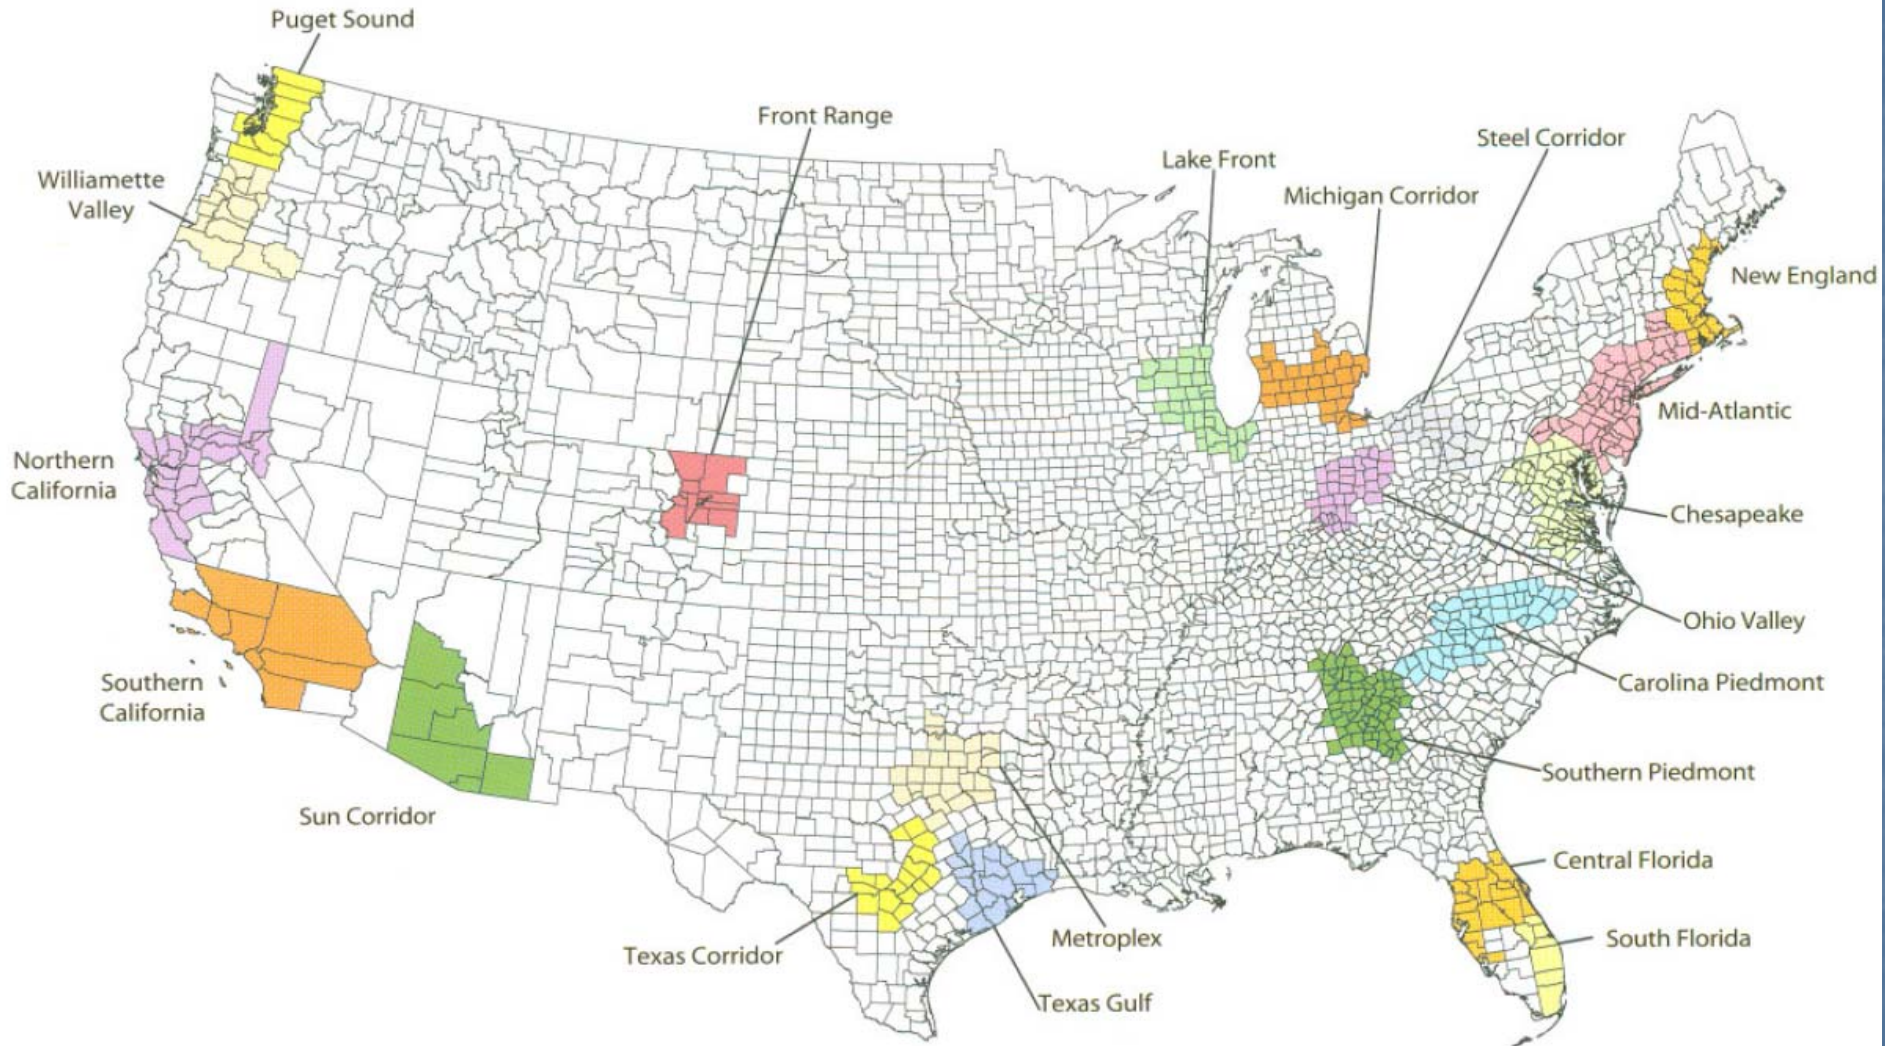 Puget Sound
Front Range
Steel Corridor
Lake Front
Michigan Corridor
Williamette
Valley
New England
Mid-Atlantic
Northern
California
Chesapeake
Ohio Valley
Southern
California
Carolina Piedmont
Southern Piedmont
Sun Corridor
Central Florida
Metroplex
South Florida
Texas Corridor
Texas Gulf